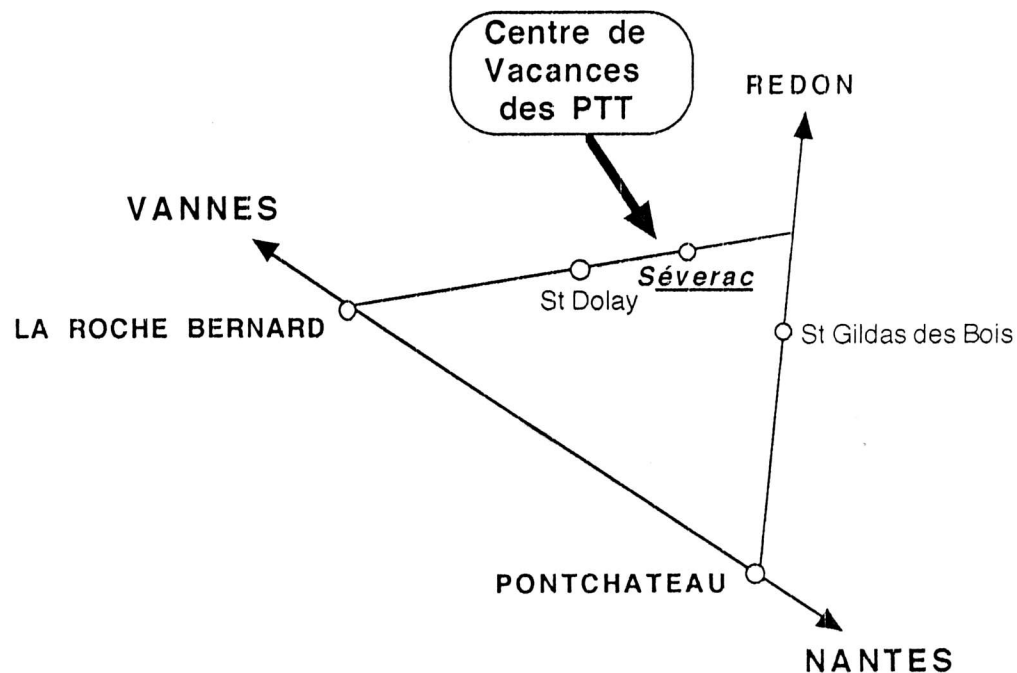 Centre de
Vacances
des PTT
REDON
VANNES
Séverac
St Dolay
LA ROCHE BERNARD
St Gildas des Bois
PONTCHATEAU
NANTES